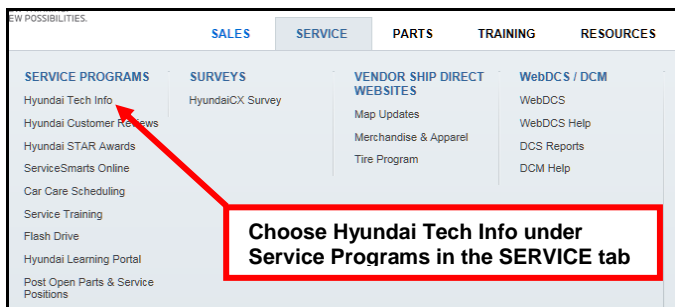 EW POSSIBILITIES.
SALES SERVICE PARTS TRAINING RESOURCES
SERVICE PROGRAMS
Hyundai Tech Info
Hyundai Customer Reviews
Hyundai STAR Awards
ServiceSmarts Online
Car Care Scheduling
Service Training
Flash Drive
Hyundai Learning Portal
Post Open Parts & Service
Positions
SURVEYS
HyundaiCX Survey
VENDOR SHIP DIRECT
WEBSITES
Map Updates
Merchandise & Apparel
Tire Program
WebDCS / DCM
WebDCS
WebDCS Help
DCS Reports
DCM Help
Choose Hyundai Tech Info under
Service Programs in the SERVICE tab